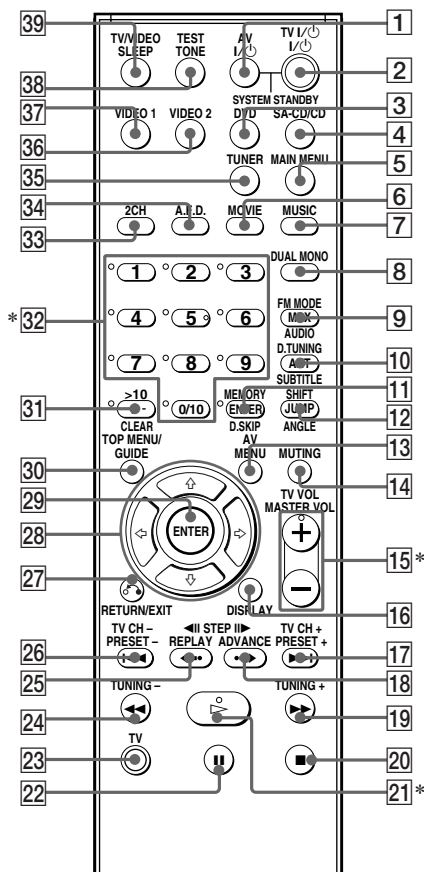 39 TV/VIDEO SLEEP TEST TONE AV I/⏻ TV I/⏻ I/⏻ 1
38 2
37 VIDEO 1 VIDEO 2 SYSTEM STANDBY DVD SA-CD/CD 3
36 4
35 TUNER MAIN MENU 5
34 6
2CH A.F.D. MOVIE MUSIC
33 7
DUAL MONO 8
1 2 3
FM MODE
*32 4 5 6 MIX 9
AUDIO
D.TUNING
7 8 9 A T 10
SUBTITLE
>10 MEMORY SHIFT 11
31 - 0/10 ENTER JUMP 12
CLEAR D.SKIP ANGLE
TOP MENU/ GUIDE AV MENU MUTING 13
30 14
TV VOL
29 MASTER VOL
28 ENTER + 15*
27 −
RETURN/EXIT DISPLAY 16
TV CH – ◄II STEP II► TV CH +
PRESET – REPLAY ADVANCE PRESET +
26 17
25 18
TUNING – TUNING +
24 19
TV
23 20
22 21*